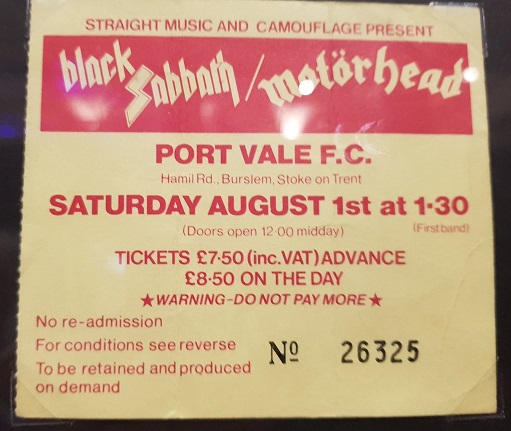 STRAIGHT MUSIC AND CAMOUFLAGE PRESENT
black Sabbath / motörhead
PORT VALE F.C.
Hamil Rd., Burslem, Stoke on Trent
SATURDAY AUGUST 1st at 1·30
(Doors open 12·00 midday) (First band)
TICKETS £7·50 (inc. VAT) ADVANCE
£8·50 ON THE DAY
★WARNING-DO NOT PAY MORE★
No re-admission
For conditions see reverse
To be retained and produced
on demand
Nº 26325